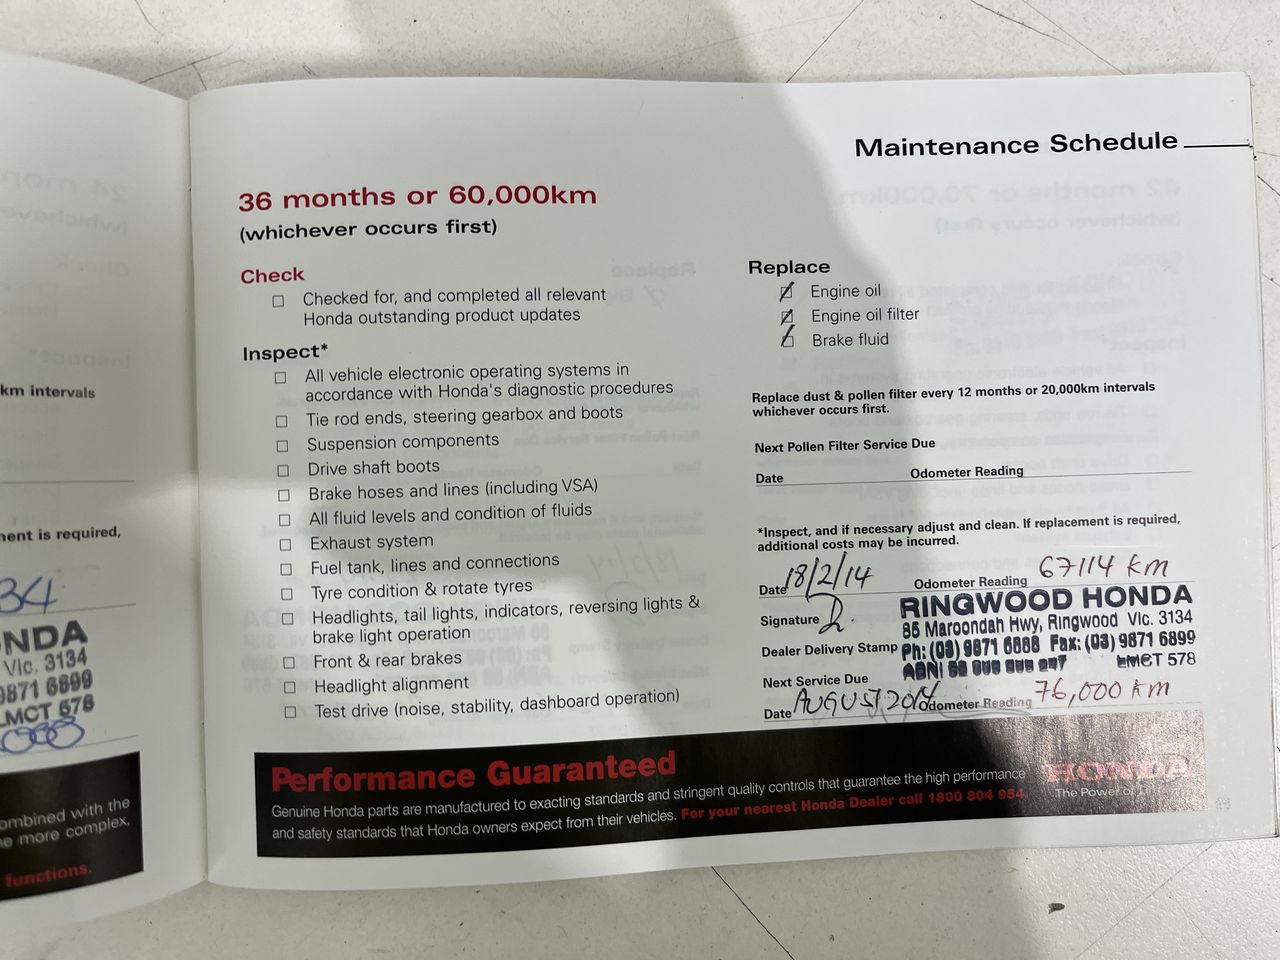 Maintenance Schedule
36 months or 60,000km
(whichever occurs first)
Check
Checked for, and completed all relevant
Honda outstanding product updates
Inspect*
All vehicle electronic operating systems in
accordance with Honda's diagnostic procedures
Tie rod ends, steering gearbox and boots
Suspension components
Drive shaft boots
Brake hoses and lines (including VSA)
All fluid levels and condition of fluids
Exhaust system
Fuel tank, lines and connections
Tyre condition & rotate tyres
Headlights, tail lights, indicators, reversing lights &
brake light operation
Front & rear brakes
Headlight alignment
Test drive (noise, stability, dashboard operation)
Replace
Engine oil
Engine oil filter
Brake fluid
Replace dust & pollen filter every 12 months or 20,000km intervals
whichever occurs first.
Next Pollen Filter Service Due
Date Odometer Reading
*Inspect, and if necessary adjust and clean. If replacement is required,
additional costs may be incurred.
Date 18/2/14 Odometer Reading 67114 km
Signature
RINGWOOD HONDA
85 Maroondah Hwy, Ringwood Vic. 3134
Dealer Delivery Stamp Ph: (03) 9871 6888 Fax: (03) 9871 6899
LMCT 578
Next Service Due
Date AUGUST 2014 Odometer Reading 76,000 km
Performance Guaranteed
Genuine Honda parts are manufactured to exacting standards and stringent quality controls that guarantee the high performance
and safety standards that Honda owners expect from their vehicles. For your nearest Honda Dealer call 1800 804 954.
HONDA
The Power of
km intervals
ment is required,
34
NDA
Vic. 3134
9871 6899
LMCT 578
ombined with the
e more complex,
functions.